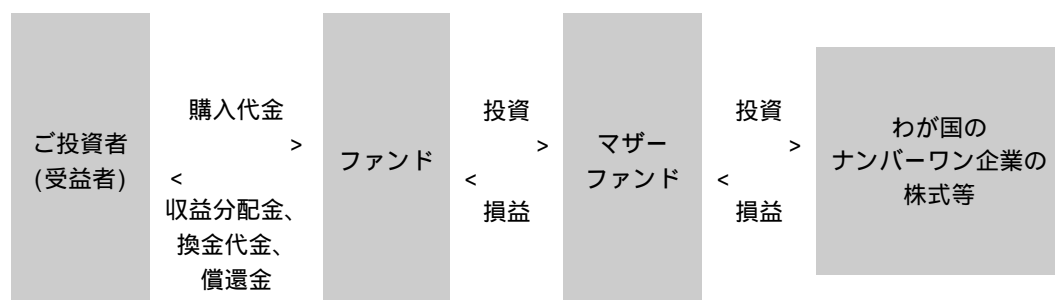 ご投資者
(受益者)
購入代金
>
<
収益分配金、
換金代金、
償還金
ファンド
投資
>
<
損益
マザー
ファンド
投資
>
<
損益
わが国の
ナンバーワン企業の
株式等